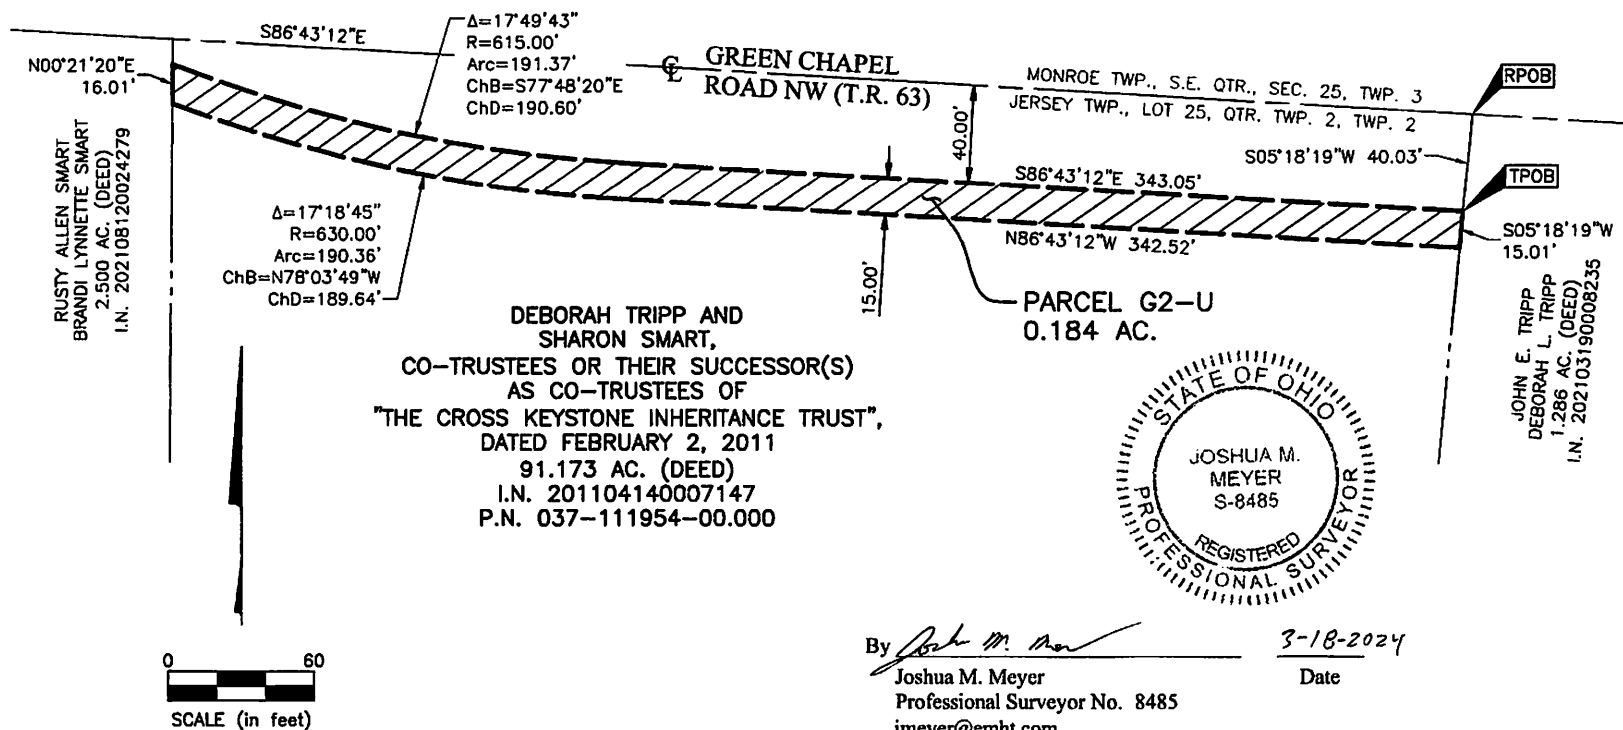 S86°43'12"E
Δ=17°49'43"
R=615.00'
Arc=191.37'
ChB=S77°48'20"E
ChD=190.60'
N00°21'20"E
16.01'
℄ GREEN CHAPEL
ROAD NW (T.R. 63)
MONROE TWP., S.E. QTR., SEC. 25, TWP. 3
JERSEY TWP., LOT 25, QTR. TWP. 2, TWP. 2
RPOB
40.00'
S05°18'19"W 40.03'
TPOB
S86°43'12"E 343.05'
S05°18'19"W
15.01'
N86°43'12"W 342.52'
15.00'
RUSTY ALLEN SMART
BRANDI LYNNETTE SMART
2.500 AC. (DEED)
I.N. 202108120024279
Δ=17°18'45"
R=630.00'
Arc=190.36'
ChB=N78°03'49"W
ChD=189.64'
PARCEL G2-U
0.184 AC.
DEBORAH TRIPP AND
SHARON SMART,
CO-TRUSTEES OR THEIR SUCCESSOR(S)
AS CO-TRUSTEES OF
"THE CROSS KEYSTONE INHERITANCE TRUST",
DATED FEBRUARY 2, 2011
91.173 AC. (DEED)
I.N. 201104140007147
P.N. 037-111954-00.000
JOHN E. TRIPP
DEBORAH L. TRIPP
1.286 AC. (DEED)
I.N. 202103190008235
STATE OF OHIO
JOSHUA M.
MEYER
S-8485
REGISTERED
PROFESSIONAL SURVEYOR
0 60
SCALE (in feet)
By Josh M. Meyer 3-18-2024
Joshua M. Meyer Date
Professional Surveyor No. 8485
jmeyer@emht.com